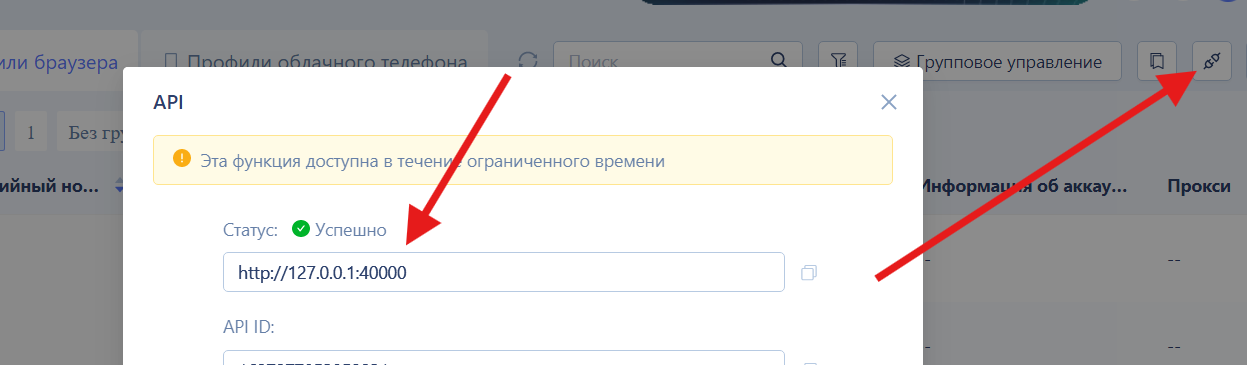 или браузера
Профили облачного телефона
Поиск
Групповое управление
API
1
Без гру
Эта функция доступна в течение ограниченного времени
ийный но...
Информация об аккау...
Прокси
Статус:
Успешно
http://127.0.0.1:40000
--
--
API ID:
--
--